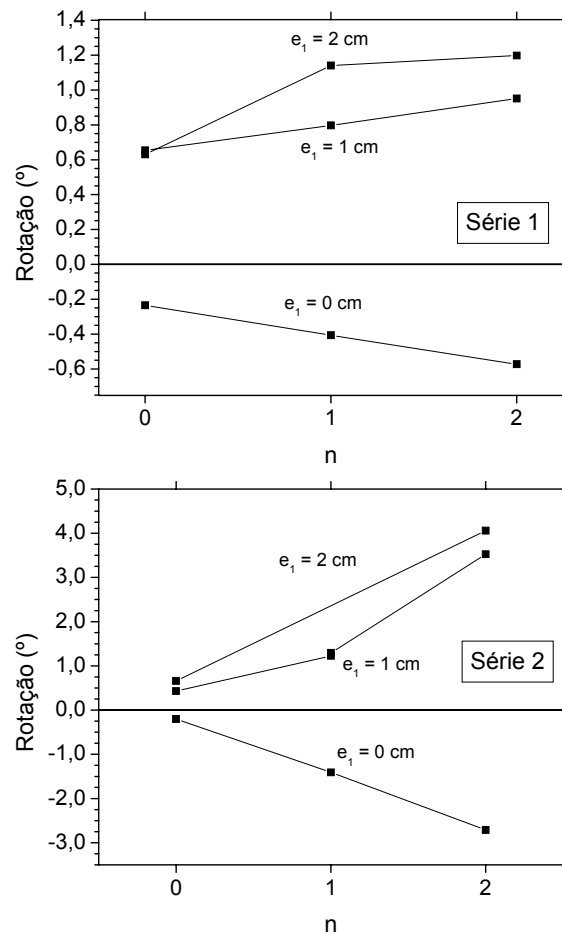 1,4
1,2
1,0
0,8
0,6
0,4
0,2
0,0
-0,2
-0,4
-0,6
Rotação (º)
e₁ = 2 cm
e₁ = 1 cm
Série 1
e₁ = 0 cm
0 1 2
n
5,0
4,0
3,0
2,0
1,0
0,0
-1,0
-2,0
-3,0
Rotação (º)
e₁ = 2 cm
e₁ = 1 cm
Série 2
e₁ = 0 cm
0 1 2
n